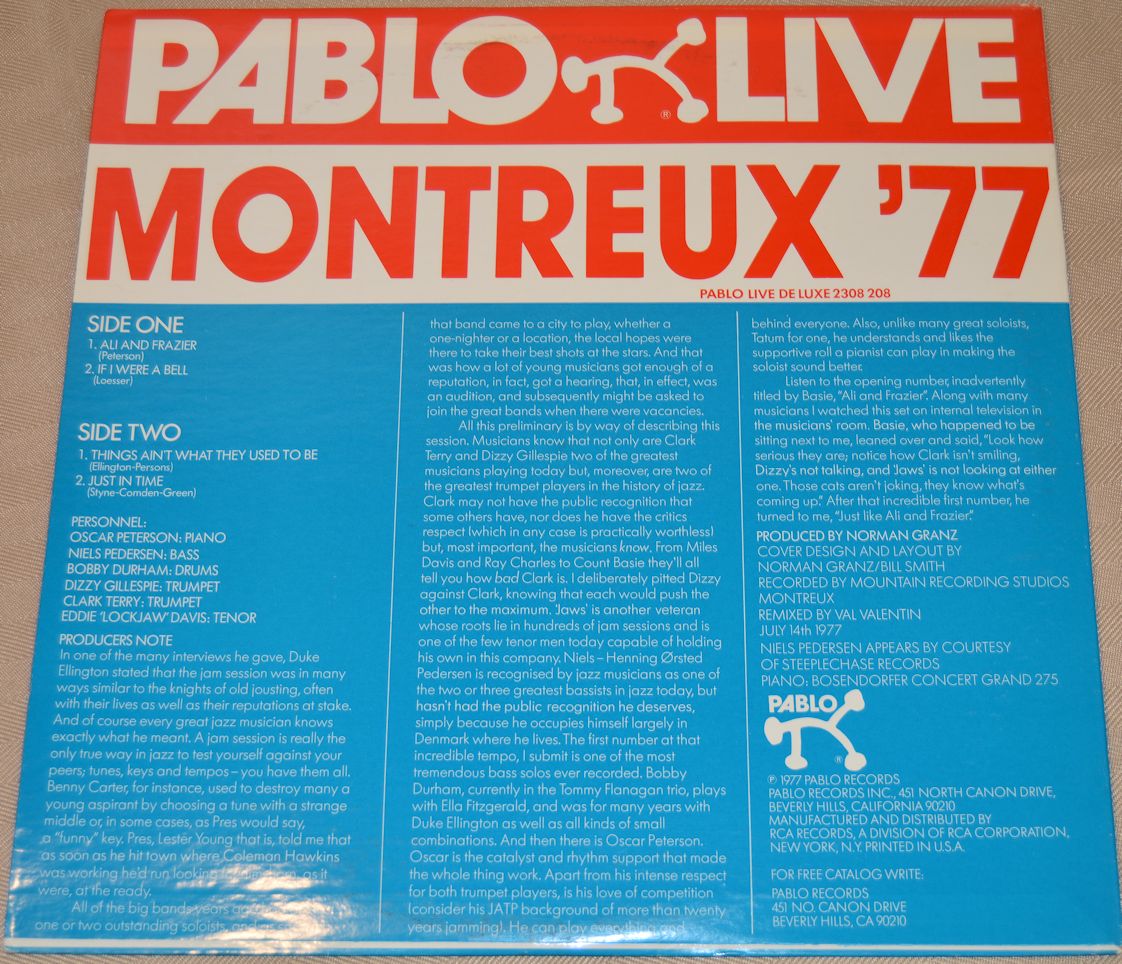 PABLO LIVE
®
MONTREUX '77
PABLO LIVE DE LUXE 2308 208
SIDE ONE
1. ALI AND FRAZIER
(Peterson)
2. IF I WERE A BELL
(Loesser)
SIDE TWO
1. THINGS AINT WHAT THEY USED TO BE
(Ellington-Persons)
2. JUST IN TIME
(Styne-Comden-Green)
PERSONNEL:
OSCAR PETERSON: PIANO
NIELS PEDERSEN: BASS
BOBBY DURHAM: DRUMS
DIZZY GILLESPIE: TRUMPET
CLARK TERRY: TRUMPET
EDDIE 'LOCKJAW' DAVIS: TENOR
PRODUCERS NOTE
In one of the many interviews he gave, Duke
Ellington stated that the jam session was in many
ways similar to the knights of old jousting, often
with their lives as well as their reputations at stake.
And of course every great jazz musician knows
exactly what he meant. A jam session is really the
only true way in jazz to test yourself against your
peers; tunes, keys and tempos – you have them all.
Benny Carter, for instance, used to destroy many a
young aspirant by choosing a tune with a strange
middle or, in some cases, as Pres would say,
a "funny" key. Pres, Lester Young that is, told me that
as soon as he hit town where Coleman Hawkins
was working he'd run looking for him, horn, as it
were, at the ready.
All of the big bands years
one or two outstanding soloists, and
that band came to a city to play, whether a
one-nighter or a location, the local hopes were
there to take their best shots at the stars. And that
was how a lot of young musicians got enough of a
reputation, in fact, got a hearing, that, in effect, was
an audition, and subsequently might be asked to
join the great bands when there were vacancies.
All this preliminary is by way of describing this
session. Musicians know that not only are Clark
Terry and Dizzy Gillespie two of the greatest
musicians playing today but, moreover, are two of
the greatest trumpet players in the history of jazz.
Clark may not have the public recognition that
some others have, nor does he have the critics
respect (which in any case is practically worthless)
but, most important, the musicians know. From Miles
Davis and Ray Charles to Count Basie they'll all
tell you how bad Clark is. I deliberately pitted Dizzy
against Clark, knowing that each would push the
other to the maximum. 'Jaws' is another veteran
whose roots lie in hundreds of jam sessions and is
one of the few tenor men today capable of holding
his own in this company. Niels – Henning Ørsted
Pedersen is recognised by jazz musicians as one of
the two or three greatest bassists in jazz today, but
hasn't had the public recognition he deserves,
simply because he occupies himself largely in
Denmark where he lives. The first number at that
incredible tempo, I submit is one of the most
tremendous bass solos ever recorded. Bobby
Durham, currently in the Tommy Flanagan trio, plays
with Ella Fitzgerald, and was for many years with
Duke Ellington as well as all kinds of small
combinations. And then there is Oscar Peterson.
Oscar is the catalyst and rhythm support that made
the whole thing work. Apart from his intense respect
for both trumpet players, is his love of competition
(consider his JATP background of more than twenty
years jamming). He can play everything and
behind everyone. Also, unlike many great soloists,
Tatum for one, he understands and likes the
supportive roll a pianist can play in making the
soloist sound better.
Listen to the opening number, inadvertently
titled by Basie, "Ali and Frazier". Along with many
musicians I watched this set on internal television in
the musicians' room. Basie, who happened to be
sitting next to me, leaned over and said, "Look how
serious they are; notice how Clark isn't smiling,
Dizzy's not talking, and 'Jaws' is not looking at either
one. Those cats aren't joking, they know what's
coming up." After that incredible first number, he
turned to me, "Just like Ali and Frazier."
PRODUCED BY NORMAN GRANZ
COVER DESIGN AND LAYOUT BY
NORMAN GRANZ/BILL SMITH
RECORDED BY MOUNTAIN RECORDING STUDIOS
MONTREUX
REMIXED BY VAL VALENTIN
JULY 14th 1977
NIELS PEDERSEN APPEARS BY COURTESY
OF STEEPLECHASE RECORDS
PIANO: BOSENDORFER CONCERT GRAND 275
PABLO
®
℗ 1977 PABLO RECORDS
PABLO RECORDS INC., 451 NORTH CANON DRIVE,
BEVERLY HILLS, CALIFORNIA 90210
MANUFACTURED AND DISTRIBUTED BY
RCA RECORDS, A DIVISION OF RCA CORPORATION,
NEW YORK, N.Y. PRINTED IN U.S.A.
FOR FREE CATALOG WRITE:
PABLO RECORDS
451 NO. CANON DRIVE
BEVERLY HILLS, CA 90210